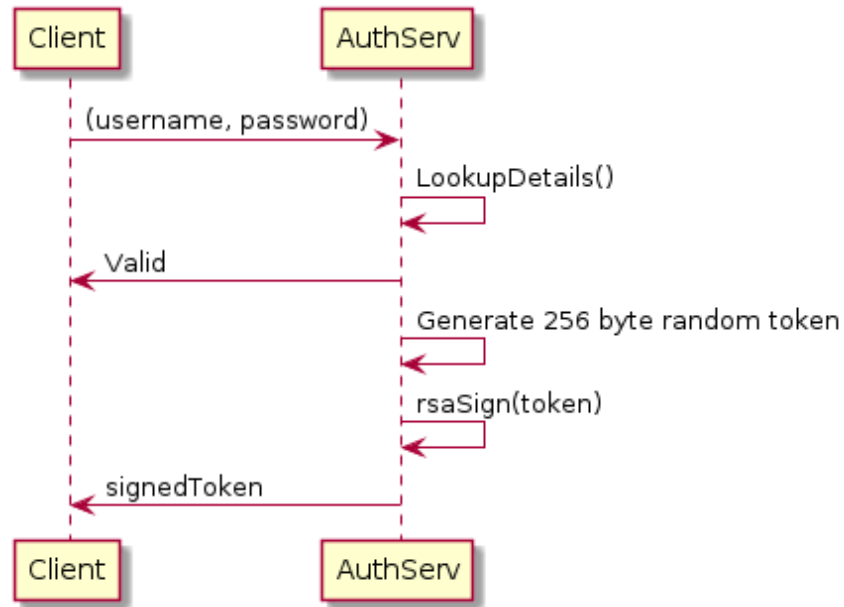 Client
AuthServ
(username, password)
LookupDetails()
Valid
Generate 256 byte random token
rsaSign(token)
signedToken
Client
AuthServ